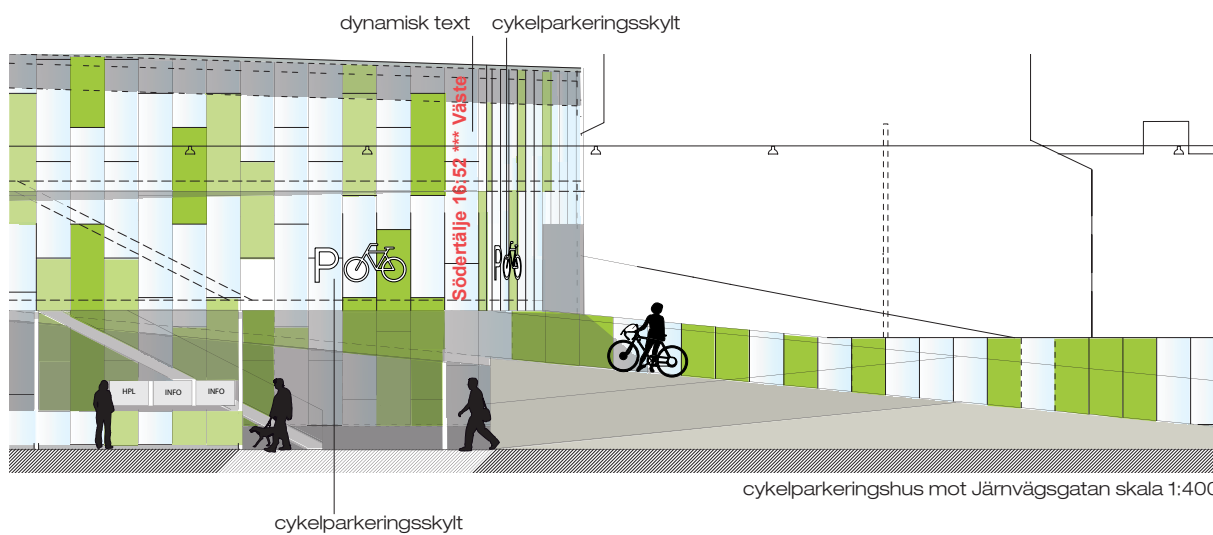 dynamisk text
cykelparkeringsskylt
Södertälje 16:52 *** Väste
P
P
HPL
INFO
INFO
cykelparkeringshus mot Järnvägsgatan skala 1:400
cykelparkeringsskylt